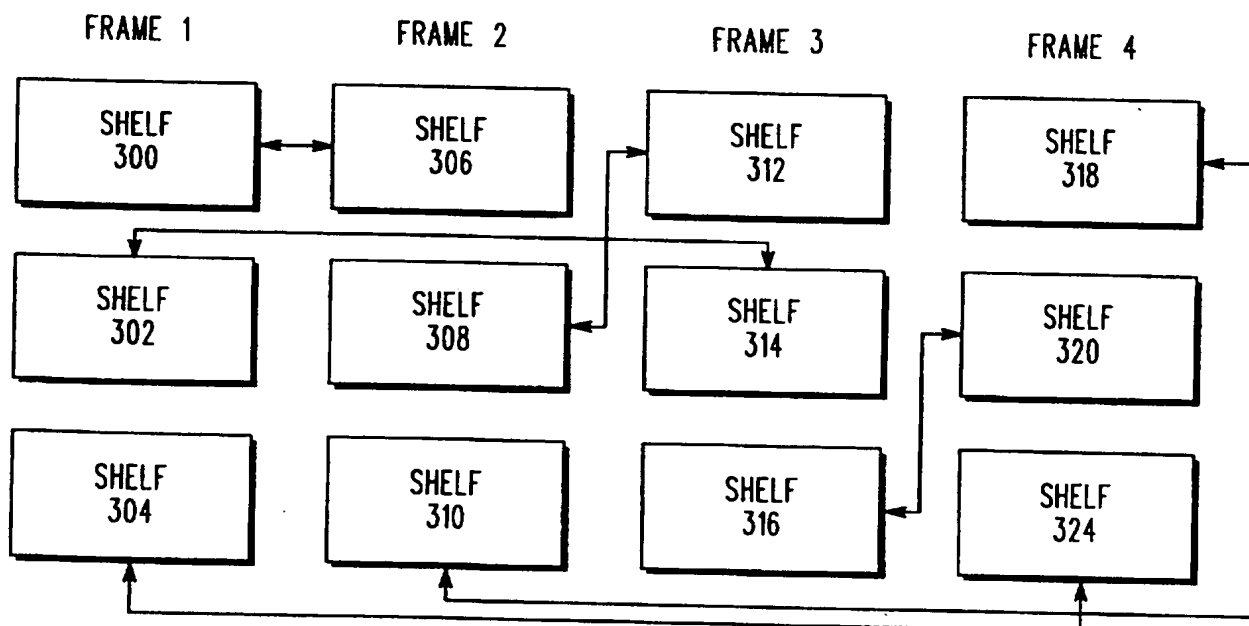 FRAME 1
FRAME 2
FRAME 3
FRAME 4
SHELF
300
SHELF
306
SHELF
312
SHELF
318
SHELF
302
SHELF
308
SHELF
314
SHELF
320
SHELF
304
SHELF
310
SHELF
316
SHELF
324